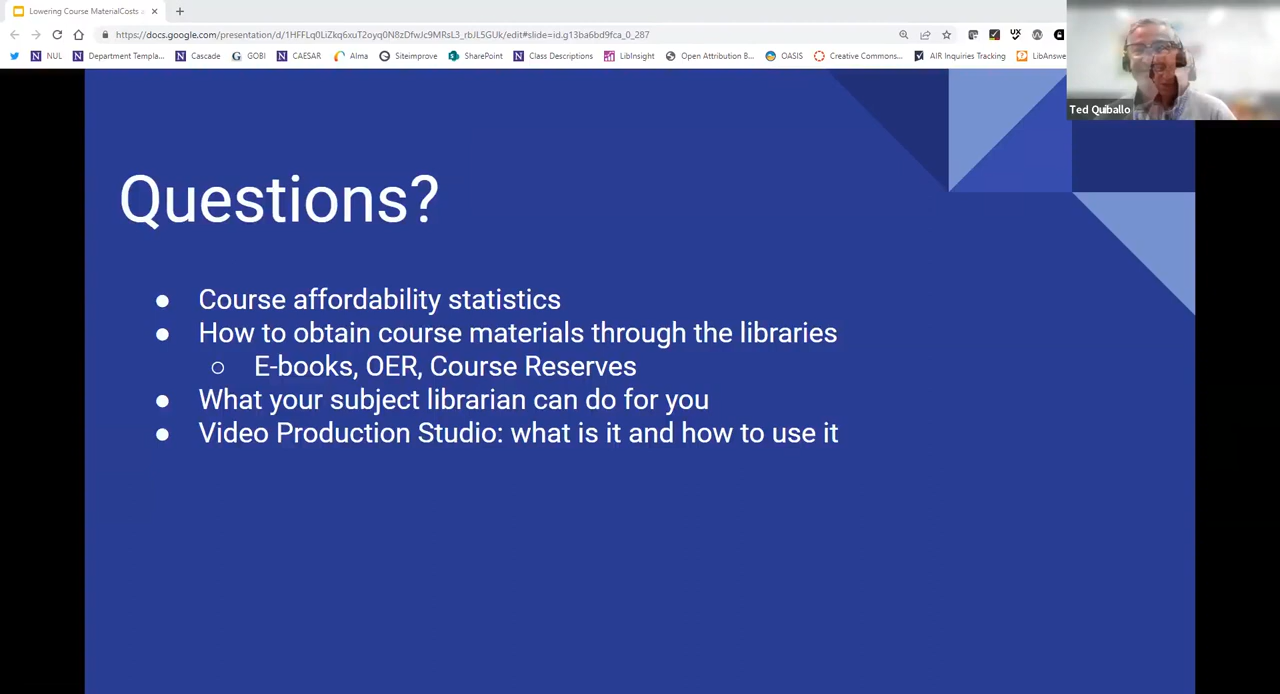 Lowering Course MaterialCosts
https://docs.google.com/presentation/d/1HFFLq0LiZkq6xuT2oyq0N8zDfwJc9MRsL3_rbJL5GUk/edit#slide=id.g13ba6bd9fca_0_287
NUL Department Templa... Cascade GOBI CAESAR Alma Siteimprove SharePoint Class Descriptions LibInsight Open Attribution B... OASIS Creative Commons... AIR Inquiries Tracking LibAnswe
Ted Quiballo
Questions?
● Course affordability statistics
● How to obtain course materials through the libraries
○ E-books, OER, Course Reserves
● What your subject librarian can do for you
● Video Production Studio: what is it and how to use it